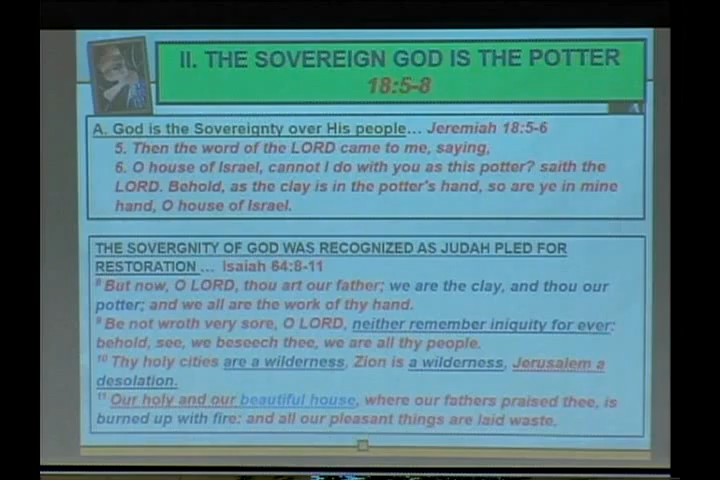 II. THE SOVEREIGN GOD IS THE POTTER
18:5-8
A. God is the Sovereignty over His people... Jeremiah 18:5-6
5. Then the word of the LORD came to me, saying,
6. O house of Israel, cannot I do with you as this potter? saith the
LORD. Behold, as the clay is in the potter's hand, so are ye in mine
hand, O house of Israel.
THE SOVERGNITY OF GOD WAS RECOGNIZED AS JUDAH PLED FOR
RESTORATION ... Isaiah 64:8-11
8 But now, O LORD, thou art our father; we are the clay, and thou our
potter; and we all are the work of thy hand.
9 Be not wroth very sore, O LORD, neither remember iniquity for ever:
behold, see, we beseech thee, we are all thy people.
10 Thy holy cities are a wilderness, Zion is a wilderness, Jerusalem a
desolation.
11 Our holy and our beautiful house, where our fathers praised thee, is
burned up with fire: and all our pleasant things are laid waste.